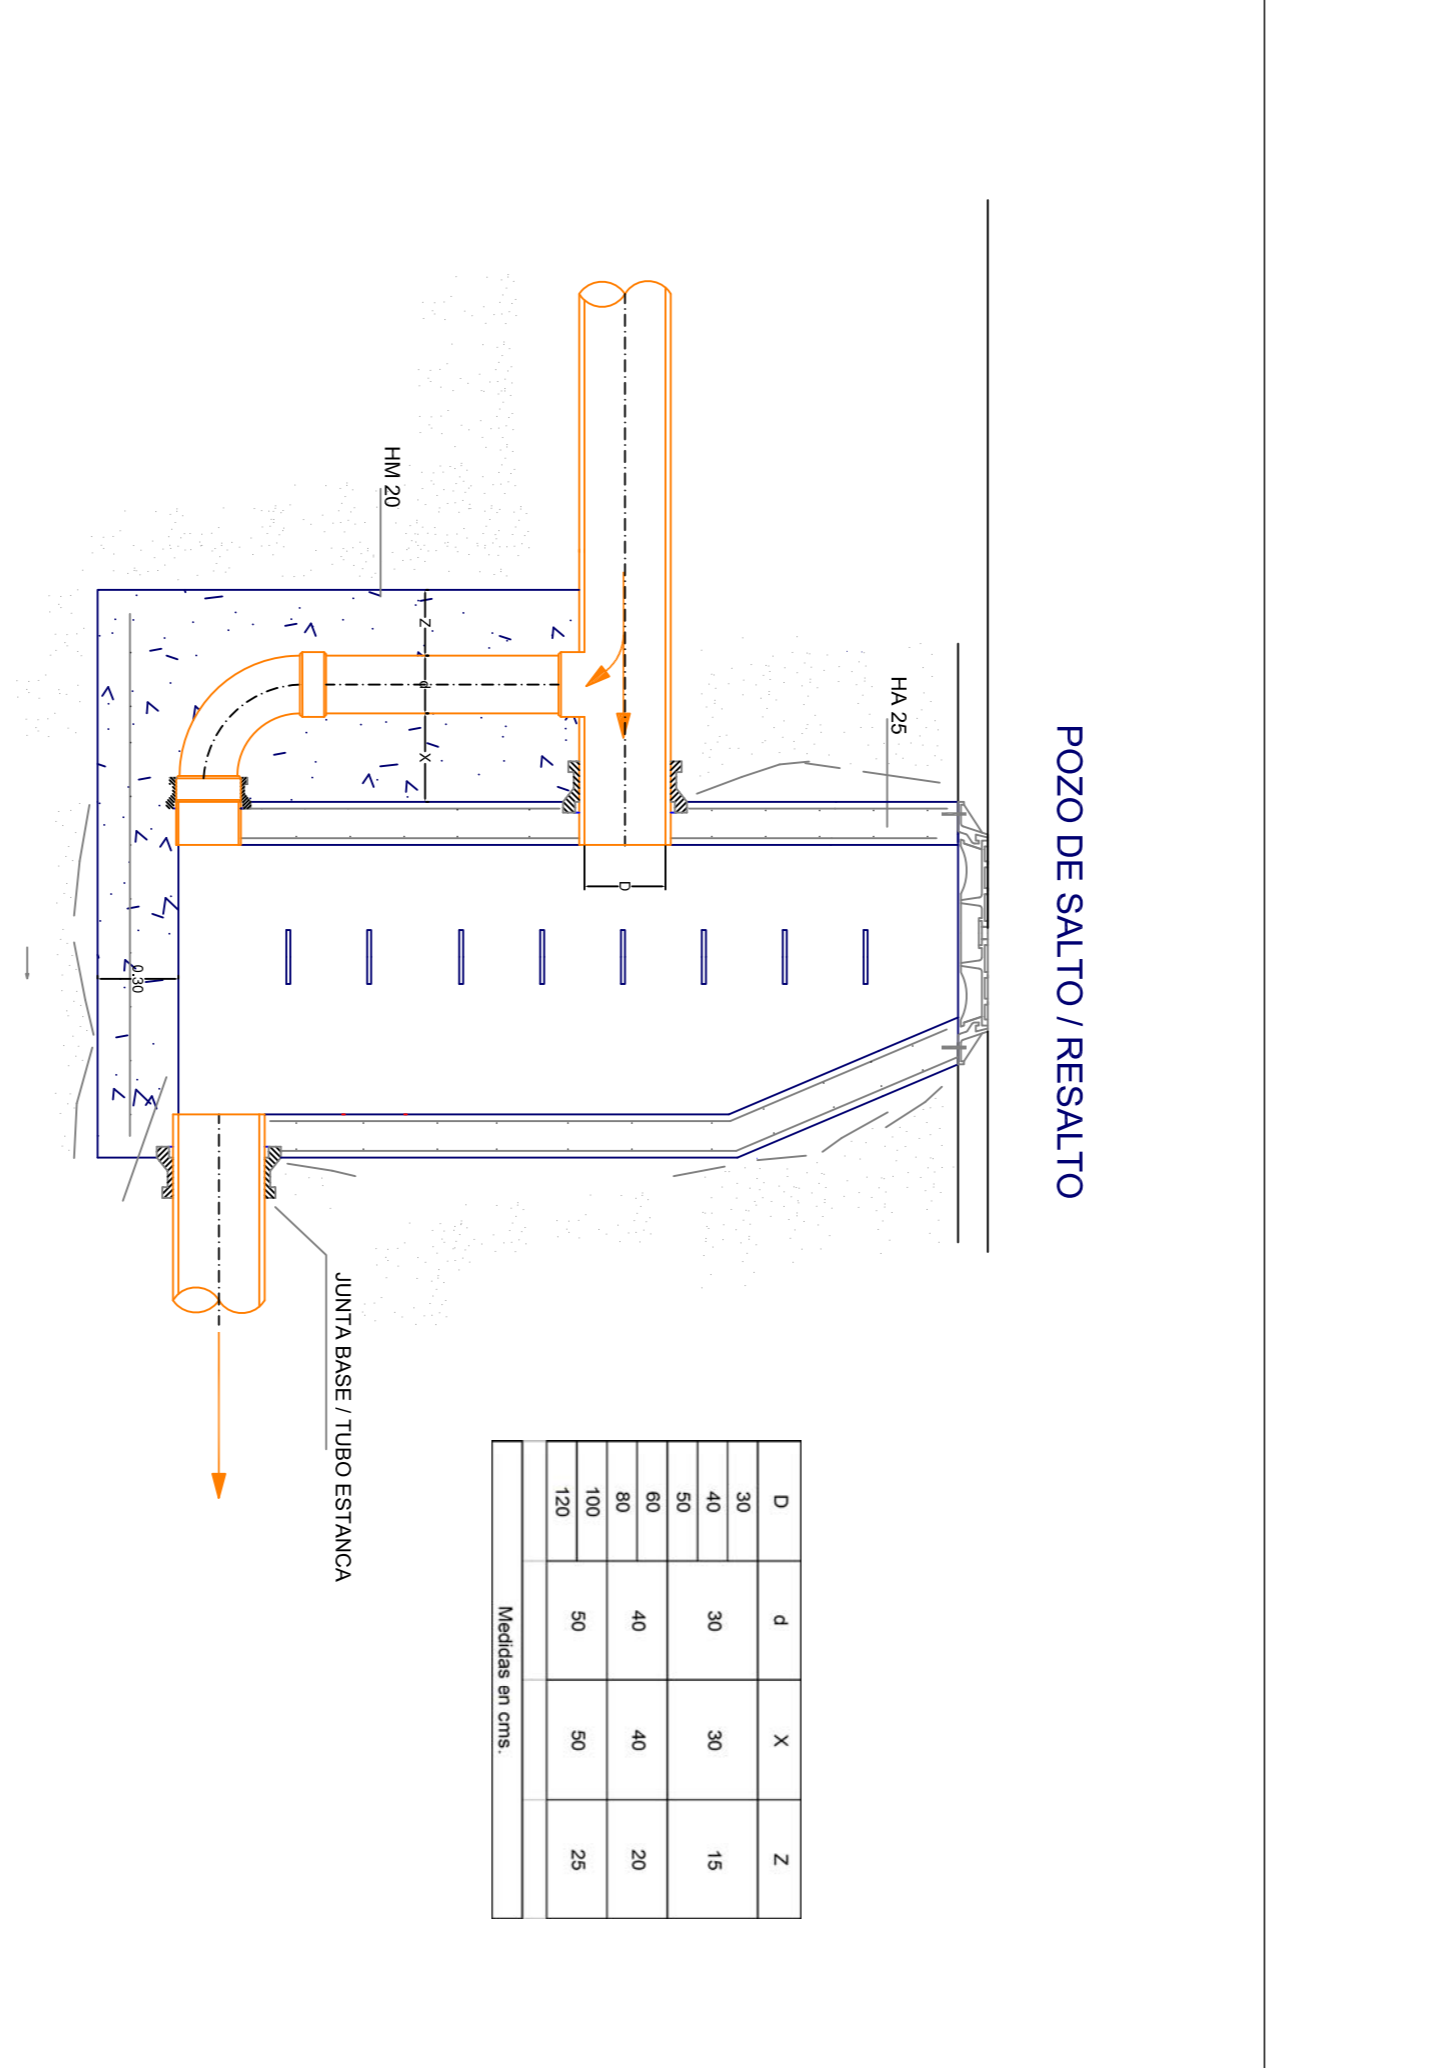 POZO DE SALTO / RESALTO
HA 25
HM 20
Z
d
X
D
0.30
JUNTA BASE / TUBO ESTANCA
D d X Z
30
40 30 30 15
50
60
80 40 40 20
100
120 50 50 25
Medidas en cms.